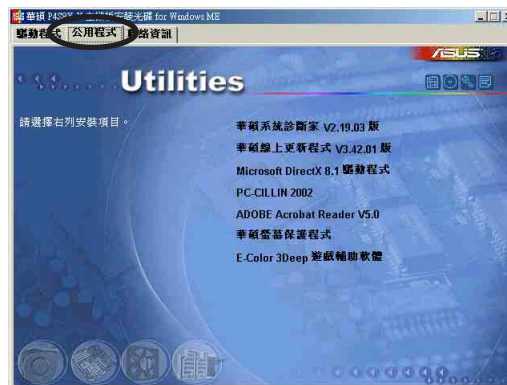 華碩 P4S8X-X 主機板安裝光碟 for Windows ME
驅動程式 公用程式 聯絡資訊
ASUS
Utilities
請選擇右列安裝項目。
華碩系統診斷家 V2.19.03 版
華碩線上更新程式 V3.42.01 版
Microsoft DirectX 8.1 驅動程式
PC-CILLIN 2002
ADOBE Acrobat Reader V5.0
華碩螢幕保護程式
E-Color 3Deep 遊戲輔助軟體